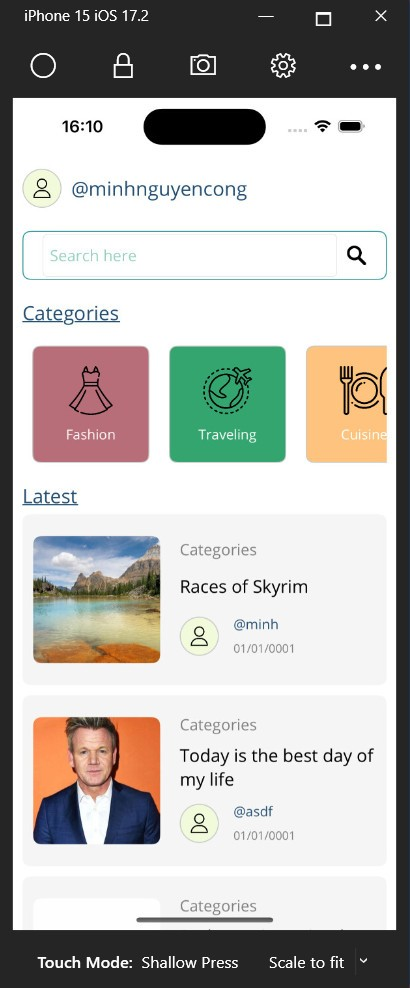 iPhone 15 iOS 17.2
16:10
@minhnguyencong
Search here
Categories
Fashion
Traveling
Cuisine
Latest
Categories
Races of Skyrim
@minh
01/01/0001
Categories
Today is the best day of
my life
@asdf
01/01/0001
Categories
Touch Mode: Shallow Press Scale to fit